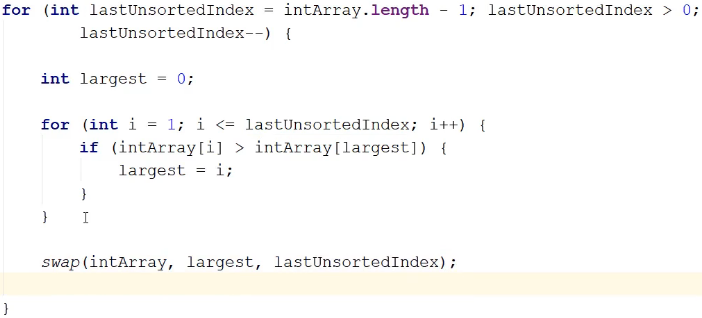 for (int lastUnsortedIndex = intArray.length - 1; lastUnsortedIndex > 0;
        lastUnsortedIndex--) {
    int largest = 0;
    for (int i = 1; i <= lastUnsortedIndex; i++) {
        if (intArray[i] > intArray[largest]) {
            largest = i;
        }
    }
    swap(intArray, largest, lastUnsortedIndex);
}